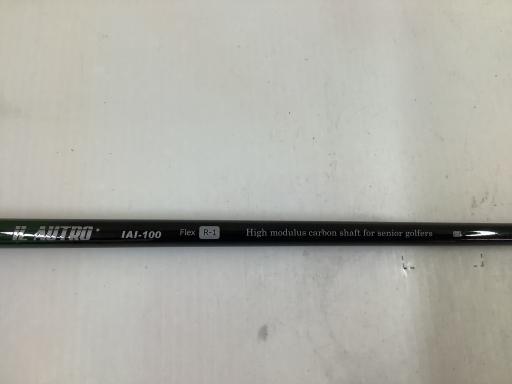 IL AUTRO IAI-100 Flex R-1 High modulus carbon shaft for senior golfers